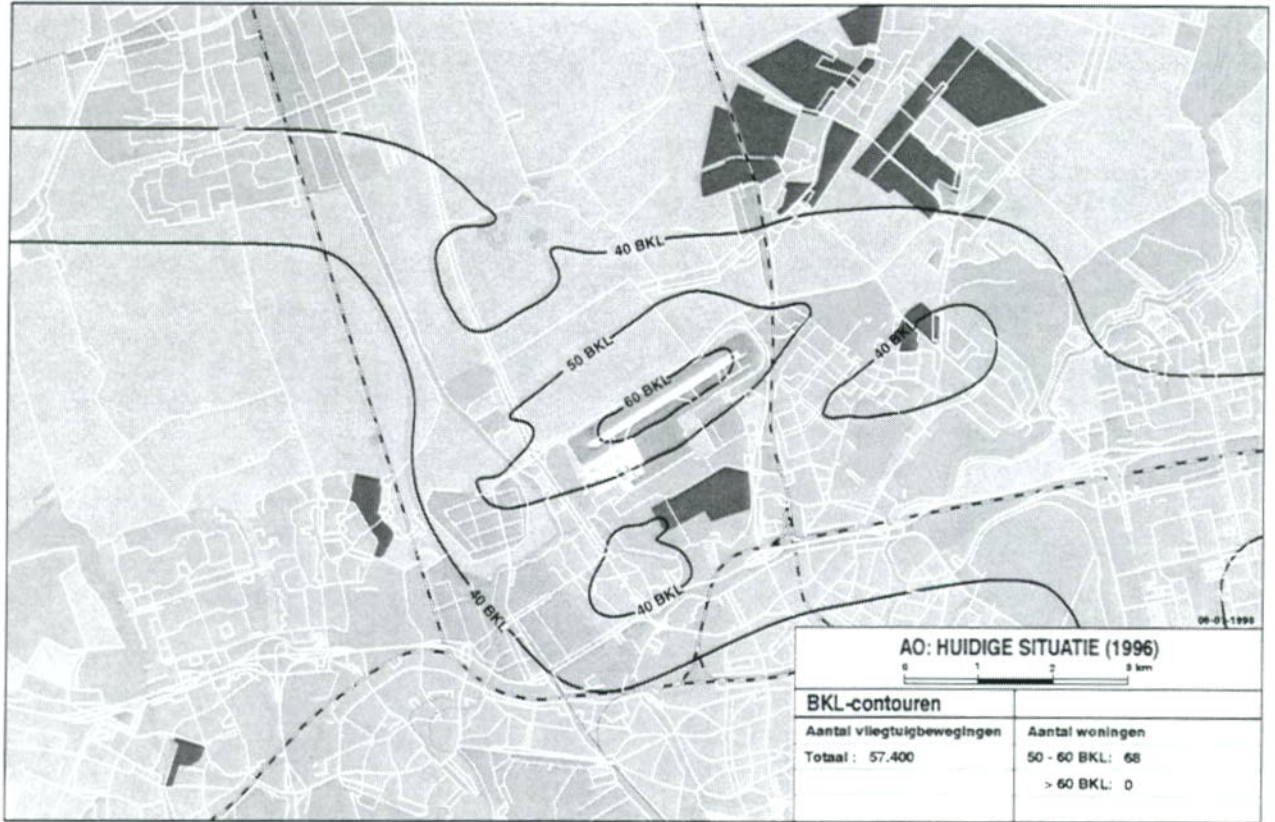 40 BKL
50 BKL
40 BKL
60 BKL
40 BKL
40 BKL
AO: HUIDIGE SITUATIE (1996)
0 1 2 3 km
BKL-contouren
Aantal vliegtuigbewegingen
Totaal : 57.400
Aantal woningen
50 - 60 BKL: 68
> 60 BKL: 0